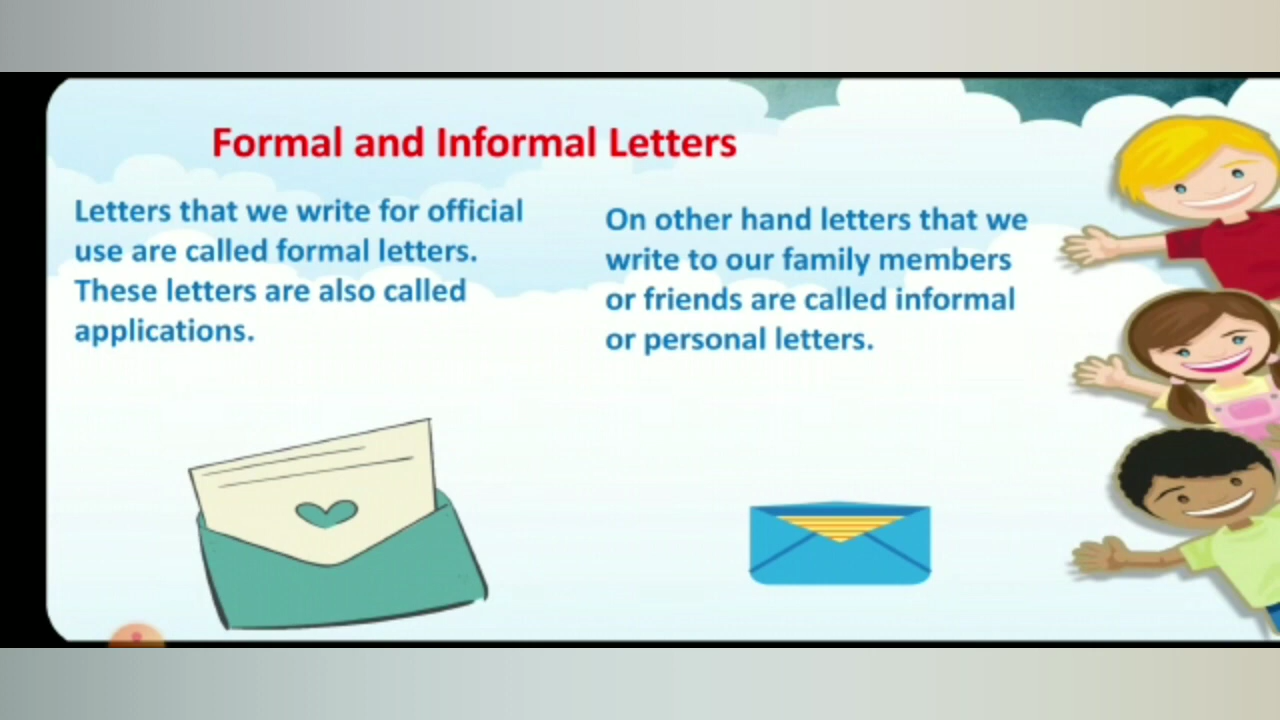 Formal and Informal Letters
Letters that we write for official
use are called formal letters.
These letters are also called
applications.
On other hand letters that we
write to our family members
or friends are called informal
or personal letters.